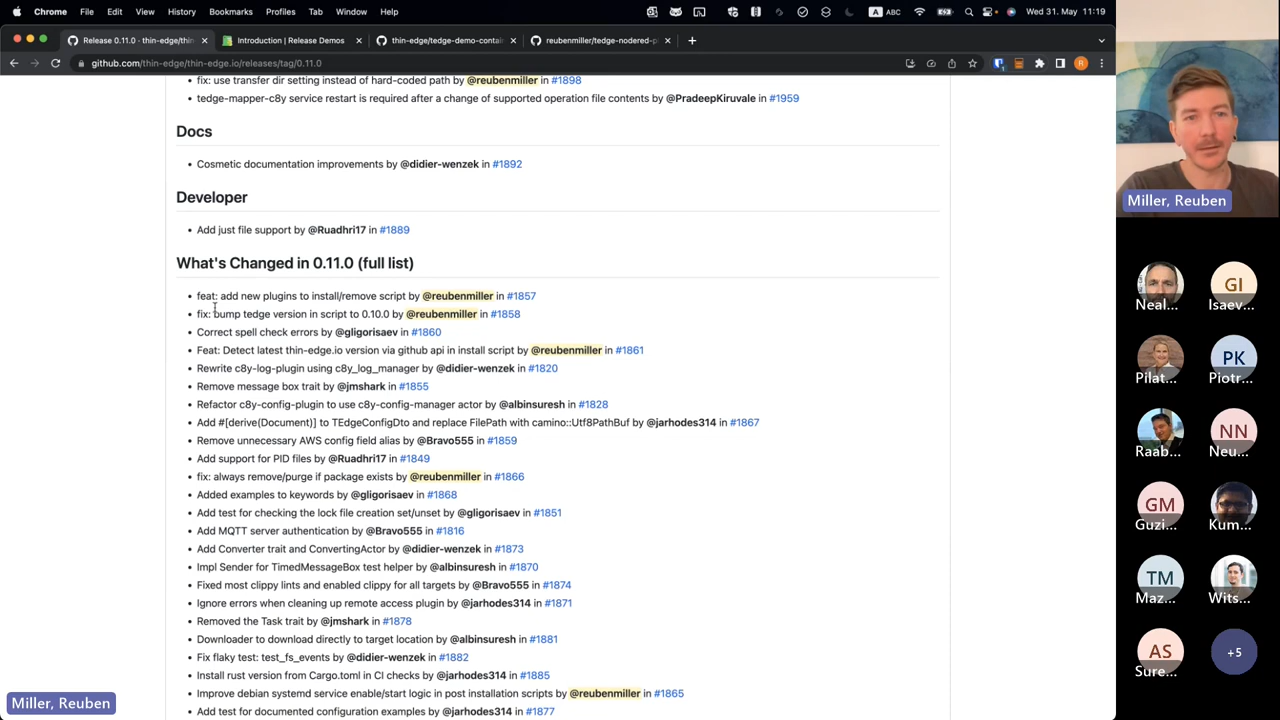 Chrome File Edit View History Bookmarks Profiles Tab Window Help
A ABC Wed 31. May 11:19
Release 0.11.0 · thin-edge/thin
Introduction | Release Demos
thin-edge/tedge-demo-contai
reubenmiller/tedge-nodered-p
github.com/thin-edge/thin-edge.io/releases/tag/0.11.0
R
fix: use transfer dir setting instead of hard-coded path by @reubenmiller in #1898
tedge-mapper-c8y service restart is required after a change of supported operation file contents by @PradeepKiruvale in #1959
Docs
Cosmetic documentation improvements by @didier-wenzek in #1892
Developer
Add just file support by @Ruadhri17 in #1889
What's Changed in 0.11.0 (full list)
feat: add new plugins to install/remove script by @reubenmiller in #1857
fix: bump tedge version in script to 0.10.0 by @reubenmiller in #1858
Correct spell check errors by @gligorisaev in #1860
Feat: Detect latest thin-edge.io version via github api in install script by @reubenmiller in #1861
Rewrite c8y-log-plugin using c8y_log_manager by @didier-wenzek in #1820
Remove message box trait by @jmshark in #1855
Refactor c8y-config-plugin to use c8y-config-manager actor by @albinsuresh in #1828
Add #[derive(Document)] to TEdgeConfigDto and replace FilePath with camino::Utf8PathBuf by @jarhodes314 in #1867
Remove unnecessary AWS config field alias by @Bravo555 in #1859
Add support for PID files by @Ruadhri17 in #1849
fix: always remove/purge if package exists by @reubenmiller in #1866
Added examples to keywords by @gligorisaev in #1868
Add test for checking the lock file creation set/unset by @gligorisaev in #1851
Add MQTT server authentication by @Bravo555 in #1816
Add Converter trait and ConvertingActor by @didier-wenzek in #1873
Impl Sender for TimedMessageBox test helper by @albinsuresh in #1870
Fixed most clippy lints and enabled clippy for all targets by @Bravo555 in #1874
Ignore errors when cleaning up remote access plugin by @jarhodes314 in #1871
Removed the Task trait by @jmshark in #1878
Downloader to download directly to target location by @albinsuresh in #1881
Fix flaky test: test_fs_events by @didier-wenzek in #1882
Install rust version from Cargo.toml in CI checks by @jarhodes314 in #1885
Improve debian systemd service enable/start logic in post installation scripts by @reubenmiller in #1865
Add test for documented configuration examples by @jarhodes314 in #1877
Miller, Reuben
Miller, Reuben
GI
Neal... Isaev...
PK
Pilat... Piotr...
NN
Raab... Neu...
GM
Guzi... Kum...
TM
Maz... Wits...
AS +5
Sure...